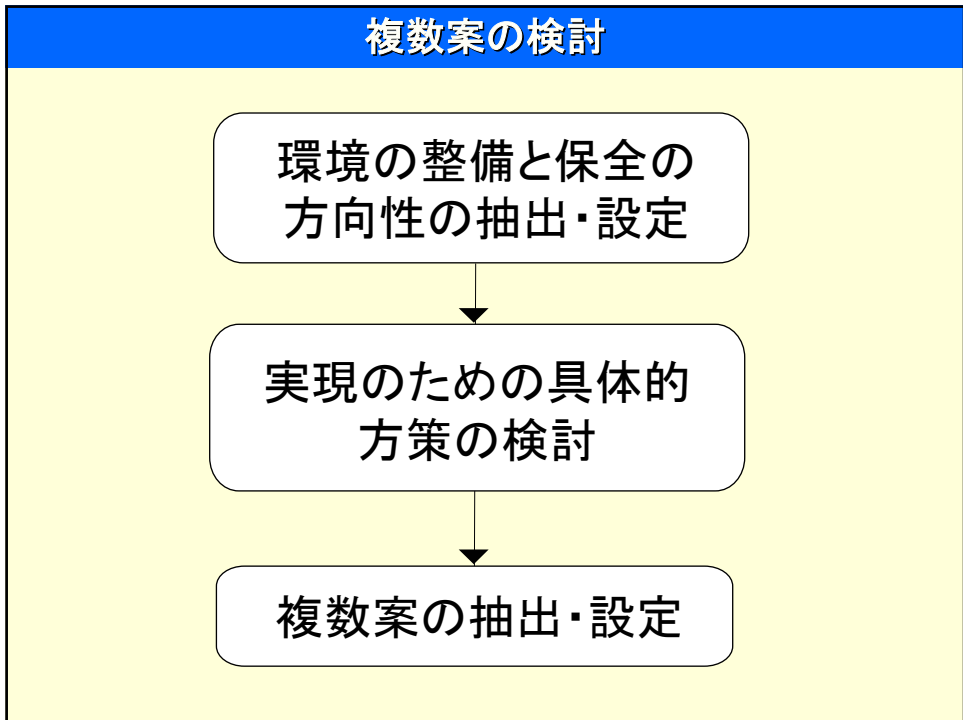 複数案の検討
環境の整備と保全の
方向性の抽出・設定
実現のための具体的
方策の検討
複数案の抽出・設定